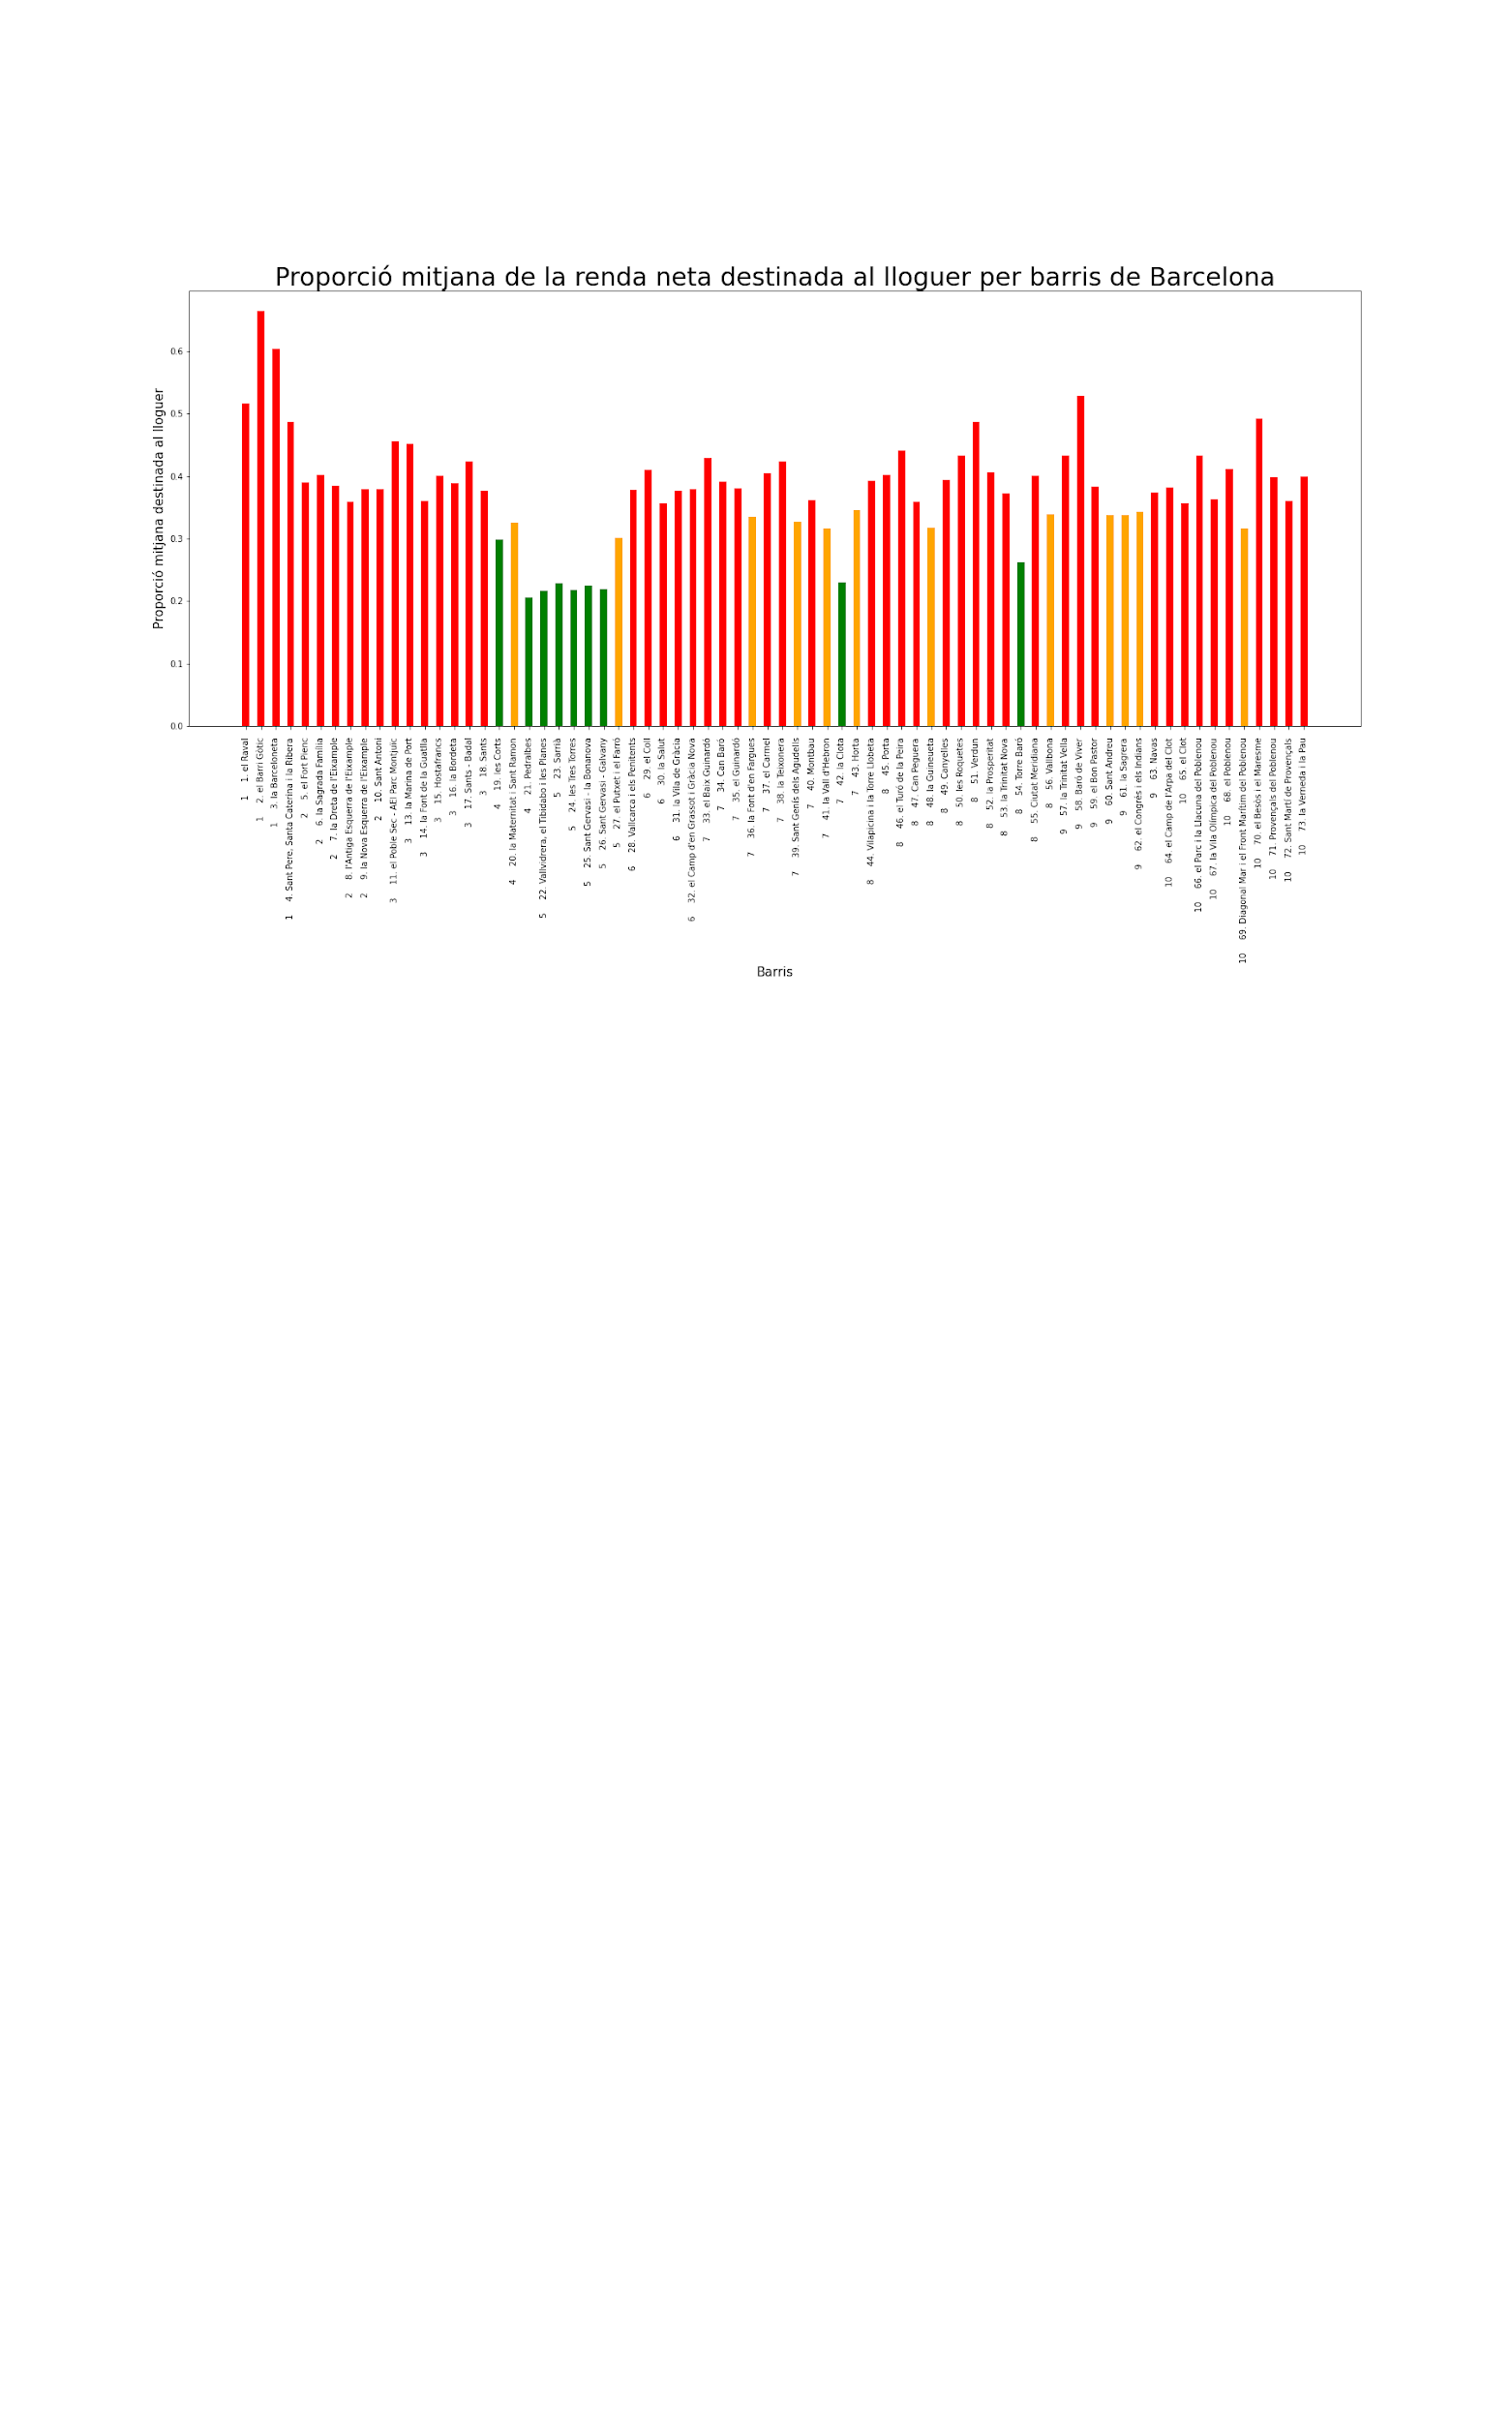 Proporció mitjana de la renda neta destinada al lloguer per barris de Barcelona
Proporció mitjana destinada al lloguer
0.6
0.5
0.4
0.3
0.2
0.1
0.0
1 1. el Raval
1 2. el Barri Gòtic
1 3. la Barceloneta
1 4. Sant Pere, Santa Caterina i la Ribera
2 5. el Fort Pienc
2 6. la Sagrada Família
2 7. la Dreta de l'Eixample
2 8. l'Antiga Esquerra de l'Eixample
2 9. la Nova Esquerra de l'Eixample
2 10. Sant Antoni
3 11. el Poble Sec - AEI Parc Montjuïc
3 13. la Marina de Port
3 14. la Font de la Guatlla
3 15. Hostafrancs
3 16. la Bordeta
3 17. Sants - Badal
3 18. Sants
4 19. les Corts
4 20. la Maternitat i Sant Ramon
4 21. Pedralbes
5 22. Vallvidrera, el Tibidabo i les Planes
5 23. Sarrià
5 24. les Tres Torres
5 25. Sant Gervasi - la Bonanova
5 26. Sant Gervasi - Galvany
5 27. el Putxet i el Farró
6 28. Vallcarca i els Penitents
6 29. el Coll
6 30. la Salut
6 31. la Vila de Gràcia
6 32. el Camp d'en Grassot i Gràcia Nova
7 33. el Baix Guinardó
7 34. Can Baró
7 35. el Guinardó
7 36. la Font d'en Fargues
7 37. el Carmel
7 38. la Teixonera
7 39. Sant Genís dels Agudells
7 40. Montbau
7 41. la Vall d'Hebron
7 42. la Clota
7 43. Horta
8 44. Vilapicina i la Torre Llobeta
8 45. Porta
8 46. el Turó de la Peira
8 47. Can Peguera
8 48. la Guineueta
8 49. Canyelles
8 50. les Roquetes
8 51. Verdun
8 52. la Prosperitat
8 53. la Trinitat Nova
8 54. Torre Baró
8 55. Ciutat Meridiana
8 56. Vallbona
9 57. la Trinitat Vella
9 58. Baró de Viver
9 59. el Bon Pastor
9 60. Sant Andreu
9 61. la Sagrera
9 62. el Congrés i els Indians
9 63. Navas
10 64. el Camp de l'Arpa del Clot
10 65. el Clot
10 66. el Parc i la Llacuna del Poblenou
10 67. la Vila Olímpica del Poblenou
10 68. el Poblenou
10 69. Diagonal Mar i el Front Marítim del Poblenou
10 70. el Besòs i el Maresme
10 71. Provençals del Poblenou
10 72. Sant Martí de Provençals
10 73. la Verneda i la Pau
Barris